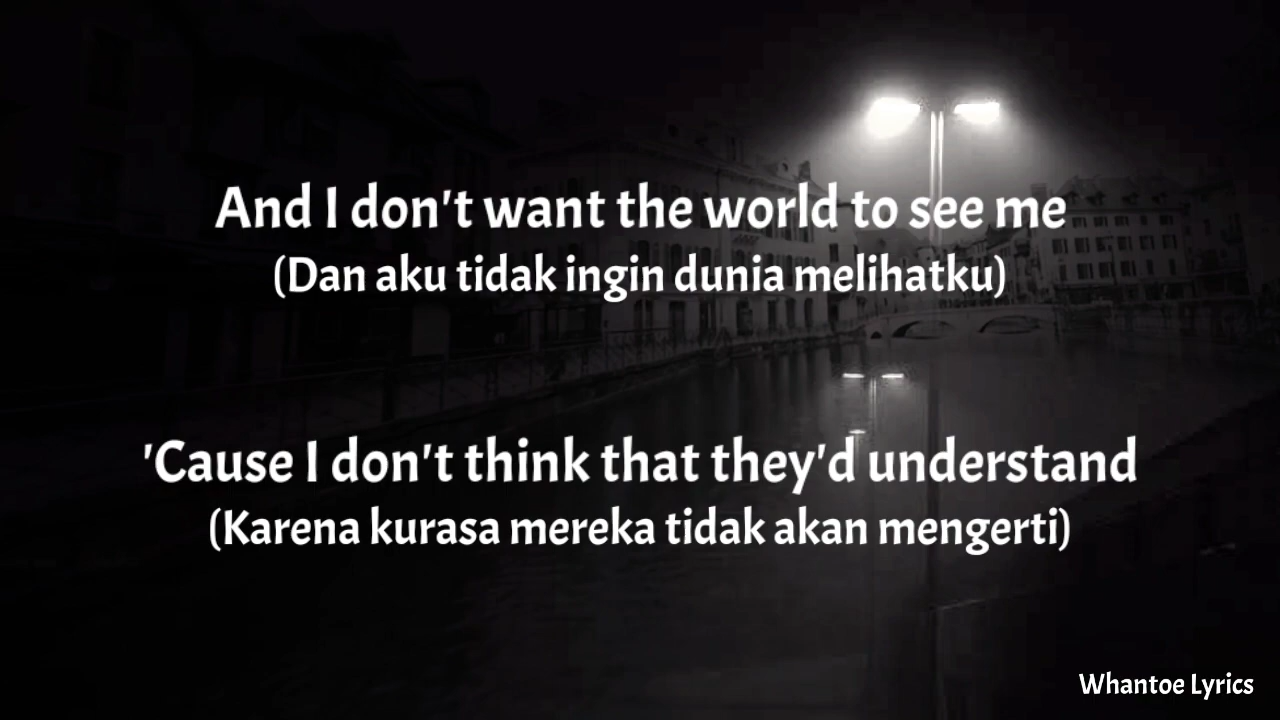 And I don't want the world to see me
(Dan aku tidak ingin dunia melihatku)
'Cause I don't think that they'd understand
(Karena kurasa mereka tidak akan mengerti)
Whantoe Lyrics